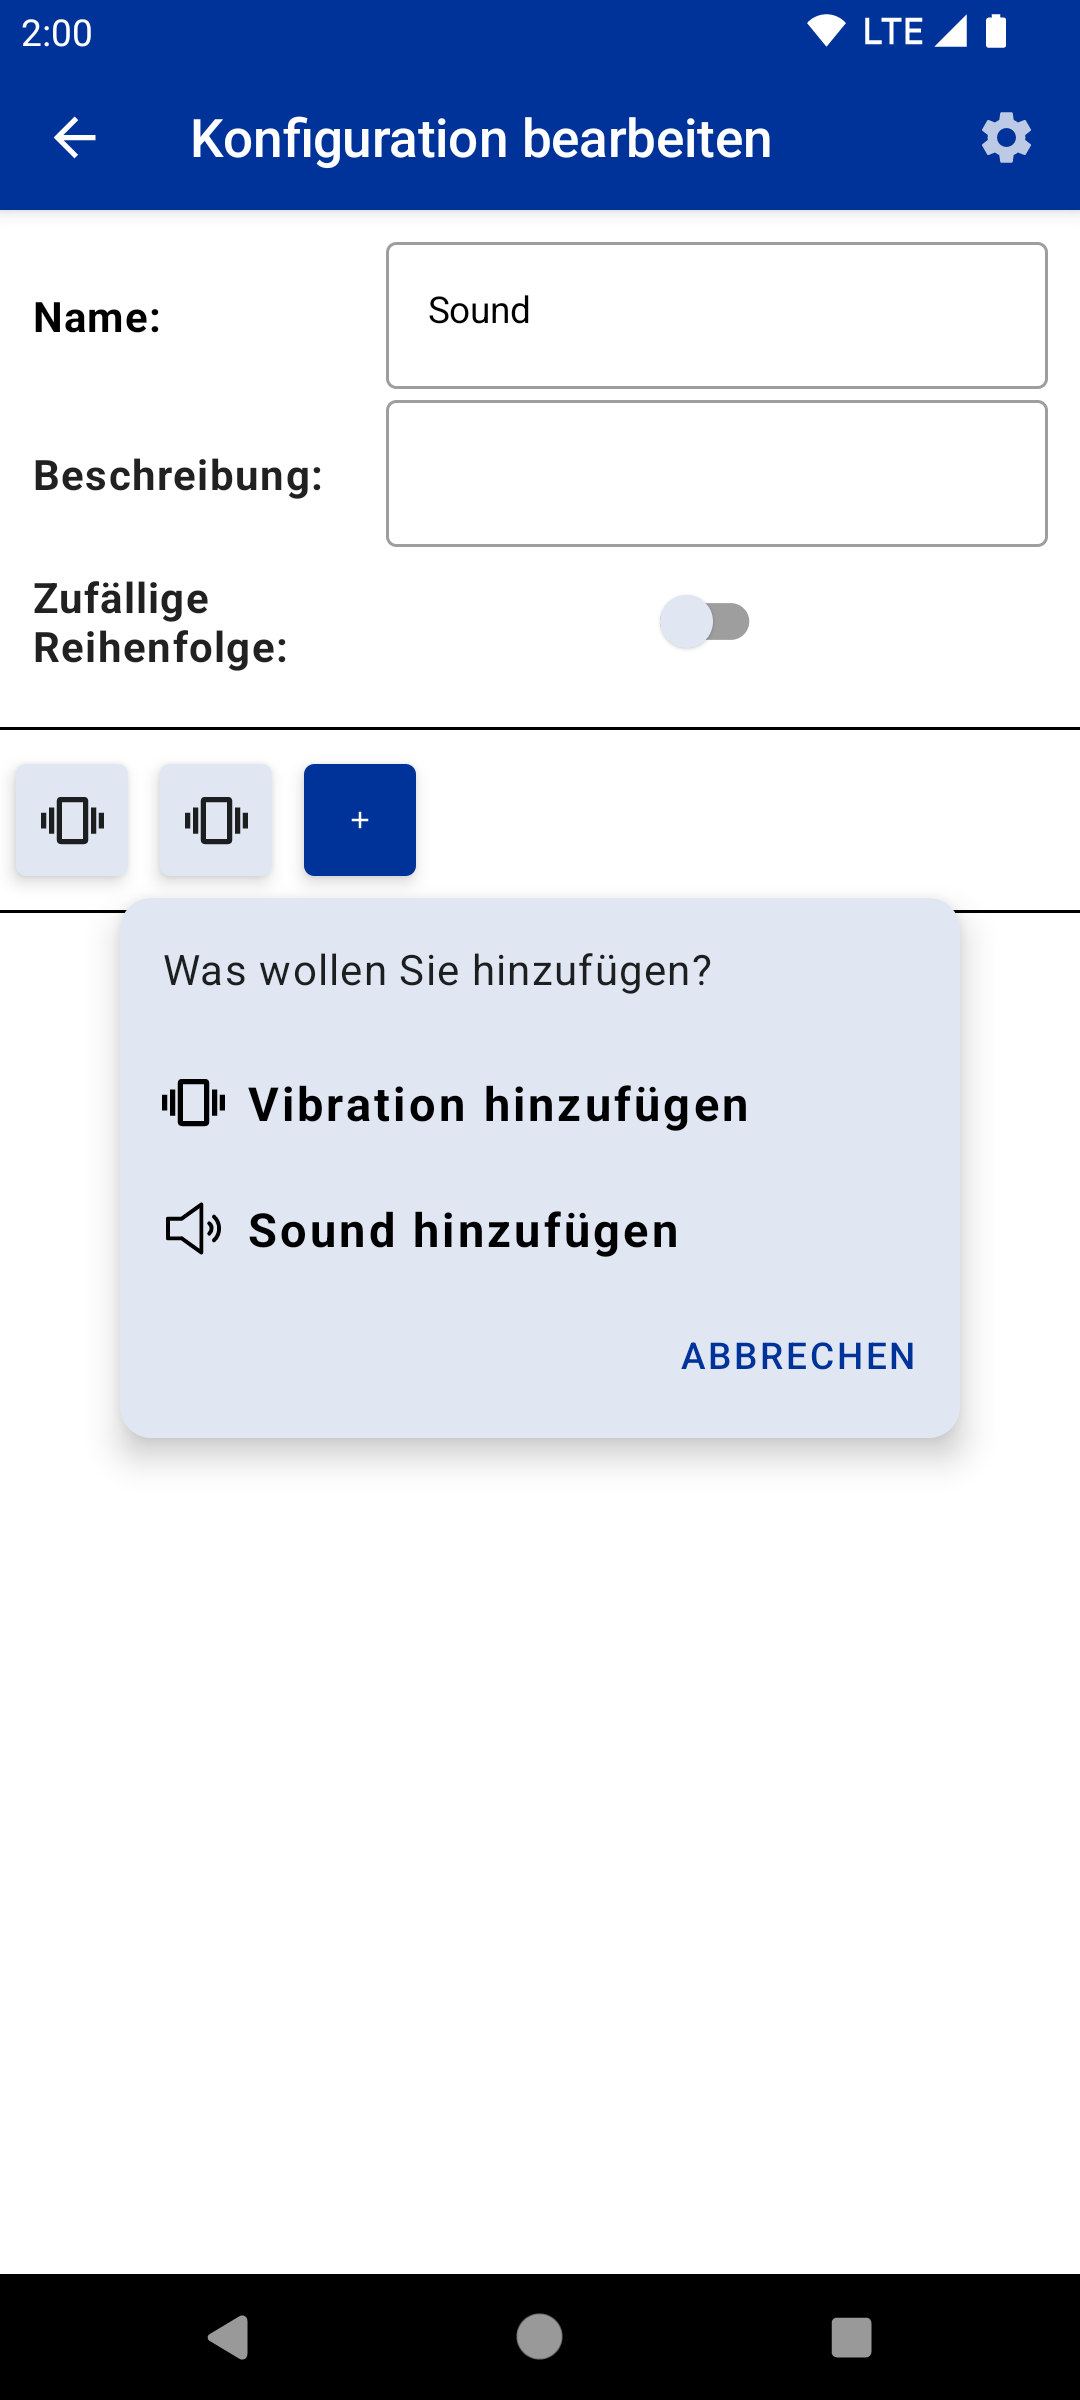 2:00 LTE
Konfiguration bearbeiten
Name: Sound
Beschreibung:
Zufällige
Reihenfolge:
+
Was wollen Sie hinzufügen?
Vibration hinzufügen
Sound hinzufügen
ABBRECHEN